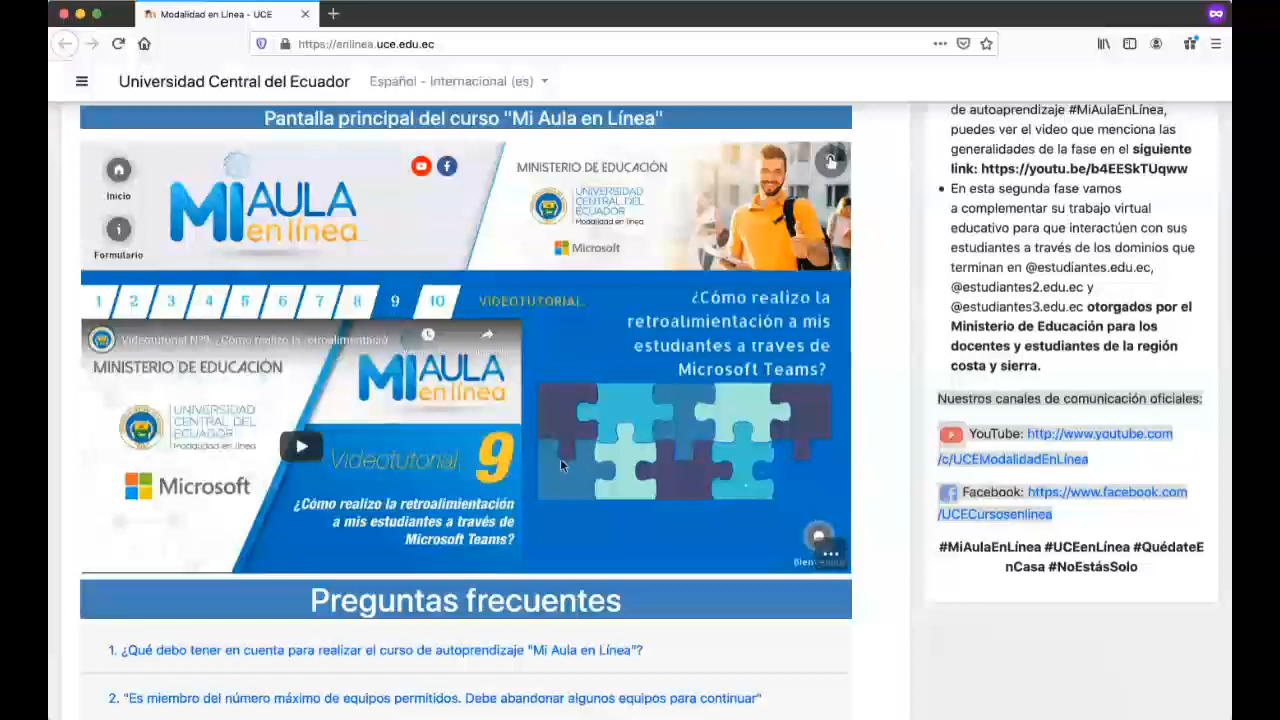 Modalidad en Línea - UCE
https://enlinea.uce.edu.ec
Universidad Central del Ecuador
Español - Internacional (es)
Pantalla principal del curso "Mi Aula en Línea"
Inicio
Formulario
MI AULA
en línea
MINISTERIO DE EDUCACIÓN
UNIVERSIDAD
CENTRAL DEL
ECUADOR
Modalidad en línea
Microsoft
1 2 3 4 5 6 7 8 9 10
VIDEOTUTORIAL
¿Cómo realizo la
retroalimentación a mis
estudiantes a traves de
Microsoft Teams?
Videotutorial N°9. ¿Cómo realizo la retroalimentació
MINISTERIO DE EDUCACIÓN
UNIVERSIDAD
CENTRAL DEL
ECUADOR
Modalidad en línea
Microsoft
MI AULA
en línea
Videotutorial 9
¿Cómo realizo la retroalimentación
a mis estudiantes a través de
Microsoft Teams?
Preguntas frecuentes
1. ¿Qué debo tener en cuenta para realizar el curso de autoprendizaje "Mi Aula en Línea"?
2. "Es miembro del número máximo de equipos permitidos. Debe abandonar algunos equipos para continuar"
de autoaprendizaje #MiAulaEnLínea,
puedes ver el video que menciona las
generalidades de la fase en el siguiente
link: https://youtu.be/b4EESkTUqww
En esta segunda fase vamos
a complementar su trabajo virtual
educativo para que interactúen con sus
estudiantes a través de los dominios que
terminan en @estudiantes.edu.ec,
@estudiantes2.edu.ec y
@estudiantes3.edu.ec otorgados por el
Ministerio de Educación para los
docentes y estudiantes de la región
costa y sierra.
Nuestros canales de comunicación oficiales:
YouTube: http://www.youtube.com
/c/UCEModalidadEnLínea
Facebook: https://www.facebook.com
/UCECursosenlinea
#MiAulaEnLínea #UCEenLínea #QuédateE
nCasa #NoEstásSolo